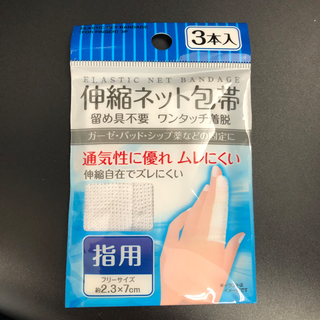 3本入
ELASTIC NET BANDAGE
伸縮ネット包帯
留め具不要 ワンタッチ着脱
ガーゼ・パッド・シップ薬などの固定に
通気性に優れ ムレにくい
伸縮自在でズレにくい
指用
フリーサイズ
約2.3×7cm